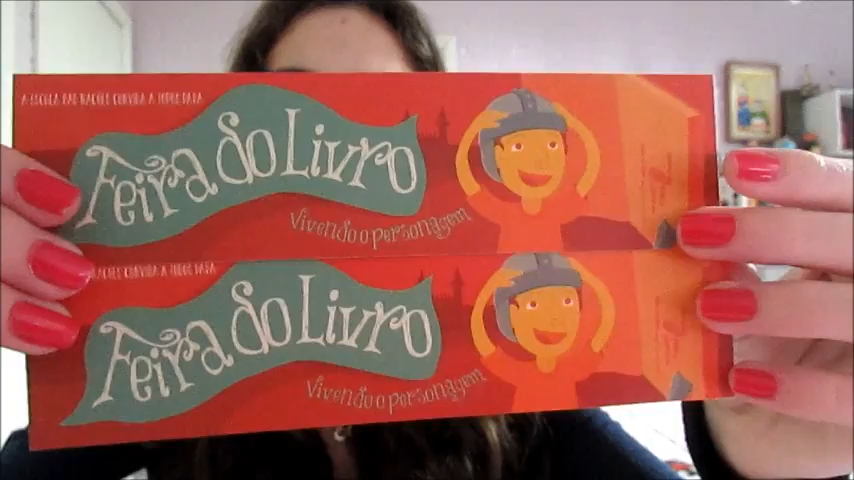 A ESCOLA DAS NAÇÕES CONVIDA A TODOS PARA
Feira do Livro
Vivendo o personagem
NAÇÕES CONVIDA A TODOS PARA
Feira do Livro
Vivendo o personagem